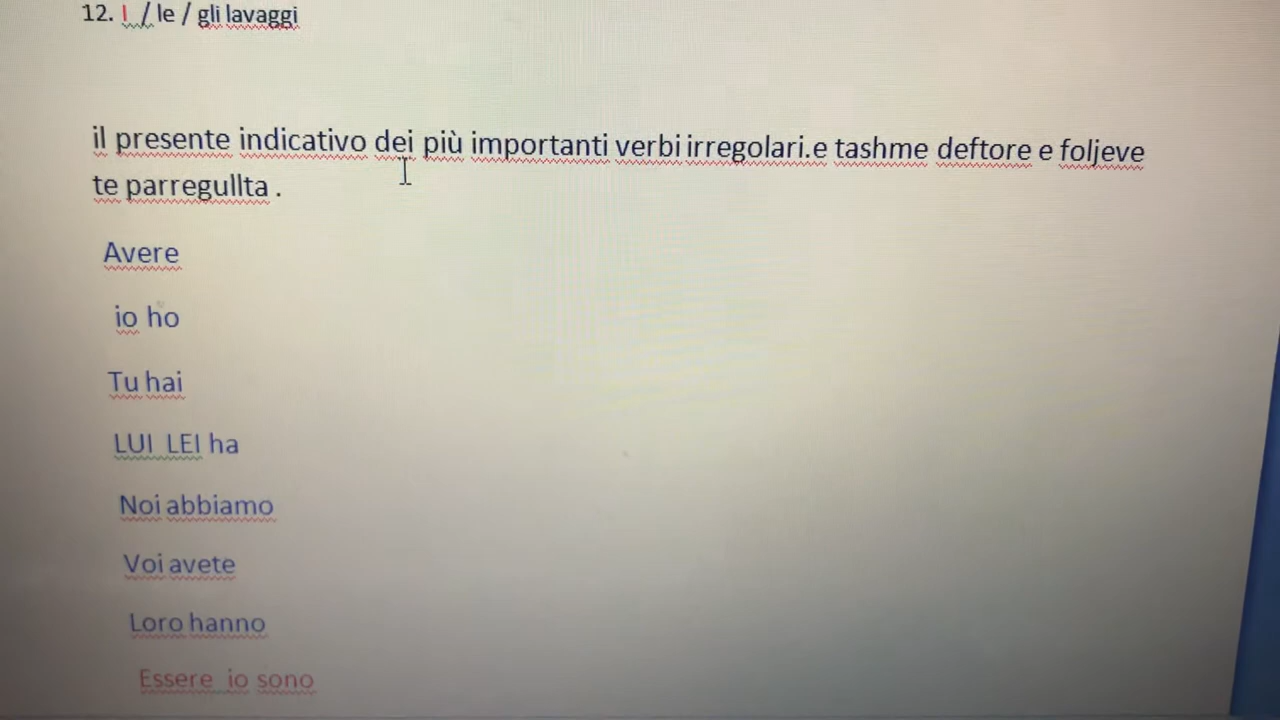 12. I / le / gli lavaggi
il presente indicativo dei più importanti verbi irregolari.e tashme deftore e foljeve
te parregullta .
Avere
io ho
Tu hai
LUI LEI ha
Noi abbiamo
Voi avete
Loro hanno
Essere io sono